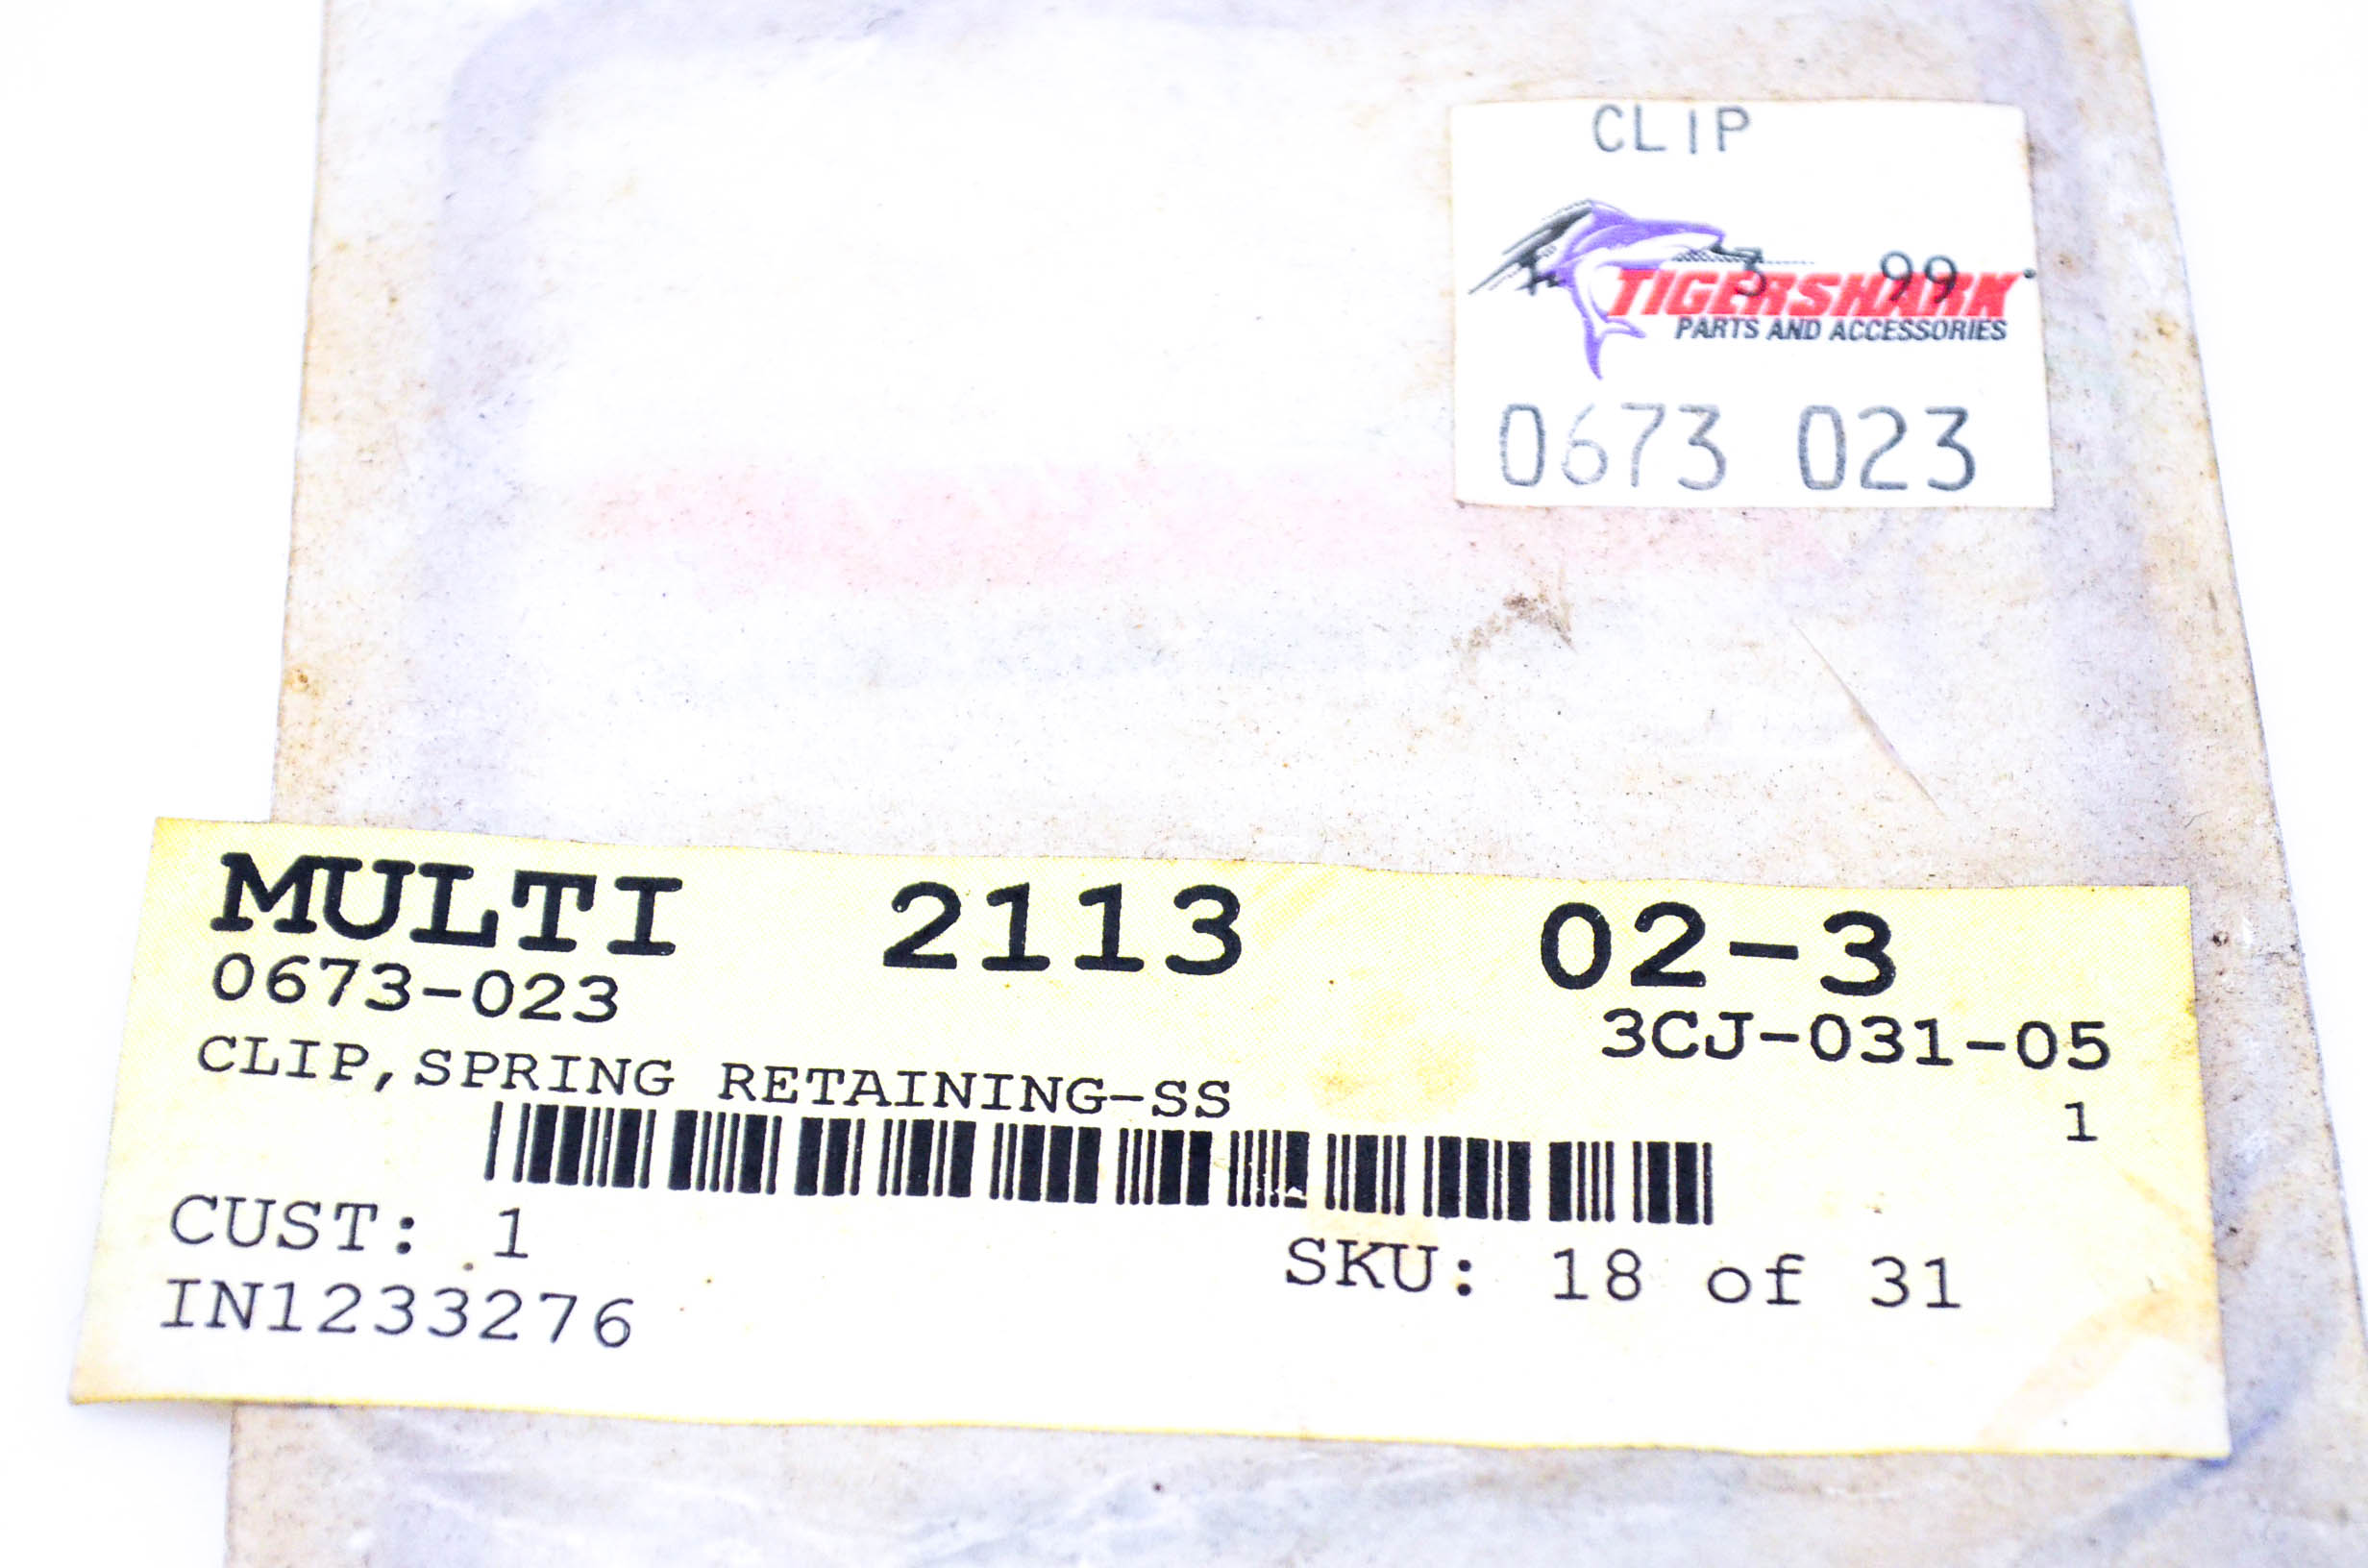 CLIP
3 99
TIGERSHARK
PARTS AND ACCESSORIES
0673 023
MULTI 2113 02-3
0673-023 3CJ-031-05
CLIP,SPRING RETAINING-SS 1
CUST: 1 SKU: 18 of 31
IN1233276